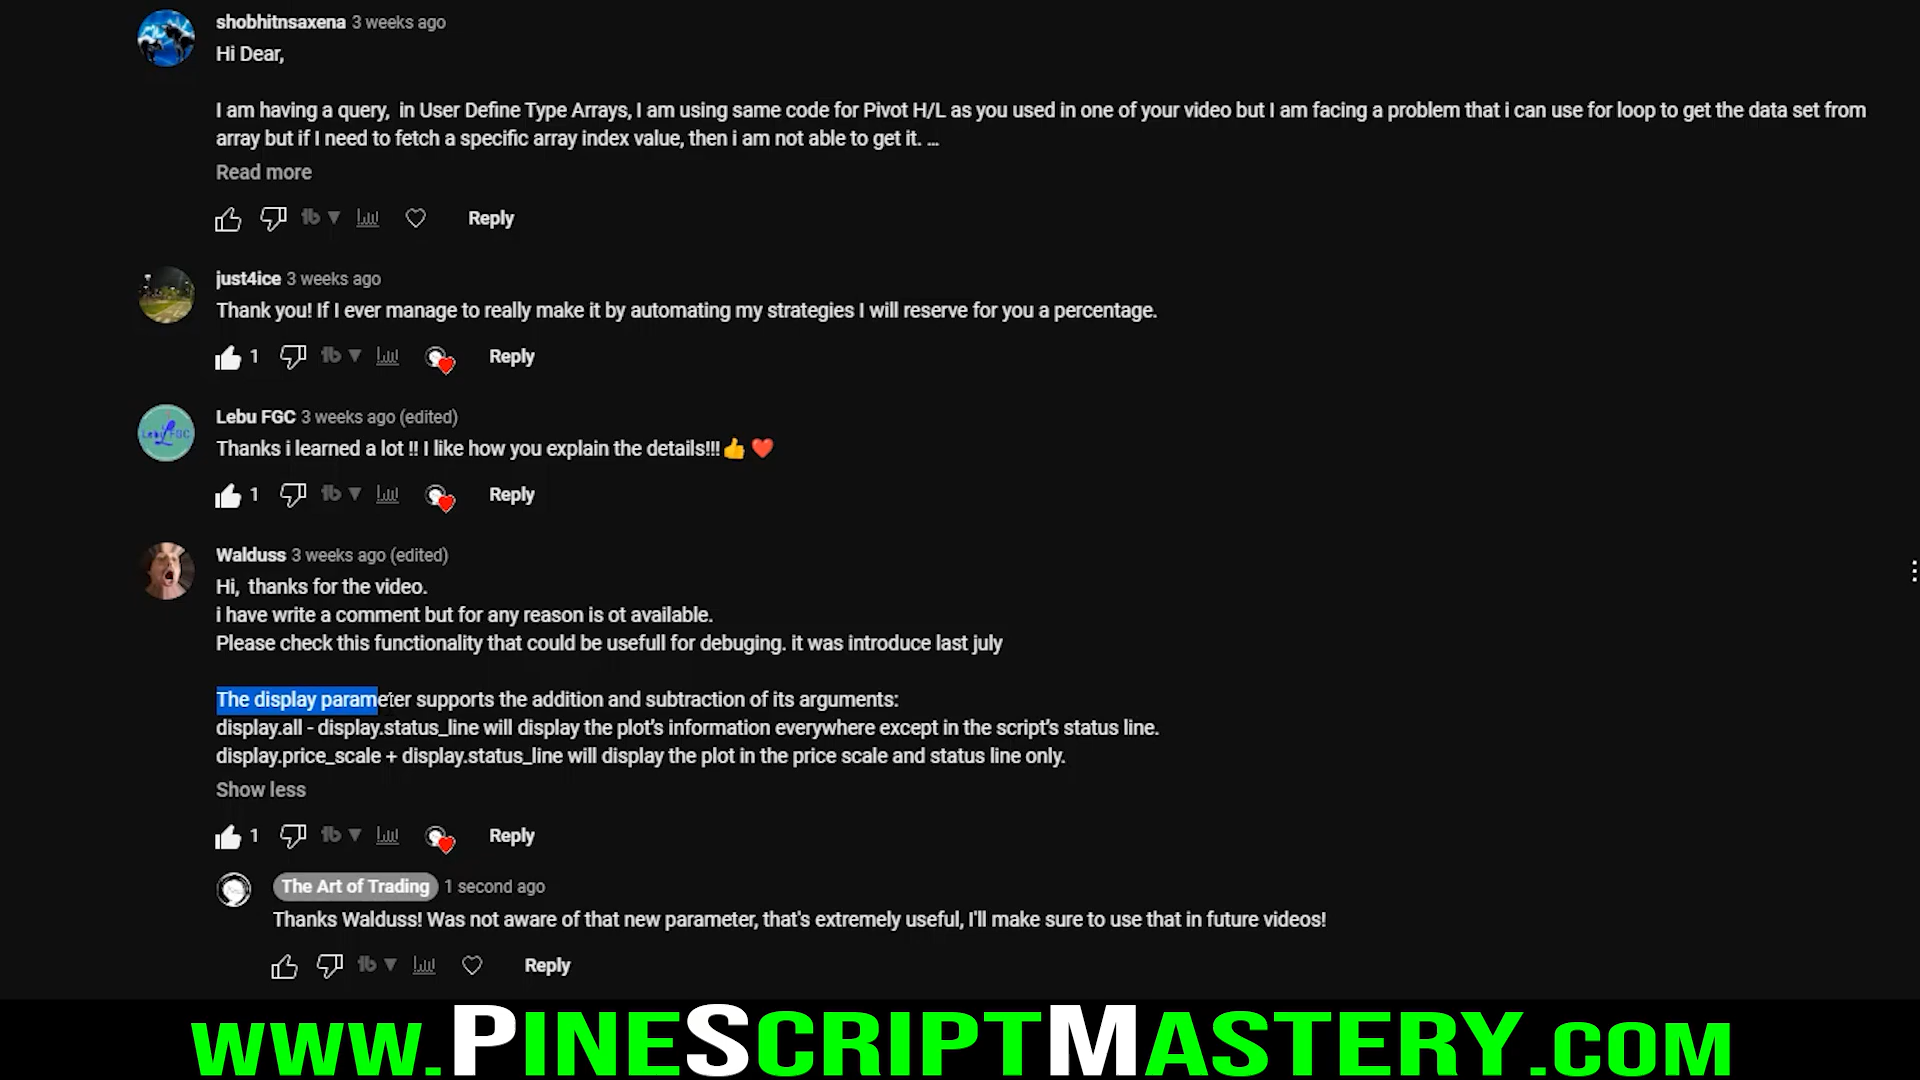 shobhitnsaxena 3 weeks ago
Hi Dear,
I am having a query,  in User Define Type Arrays, I am using same code for Pivot H/L as you used in one of your video but I am facing a problem that i can use for loop to get the data set from
array but if I need to fetch a specific array index value, then i am not able to get it. ...
Read more
Reply
just4ice 3 weeks ago
Thank you! If I ever manage to really make it by automating my strategies I will reserve for you a percentage.
1 Reply
Lebu FGC 3 weeks ago (edited)
Thanks i learned a lot !! I like how you explain the details!!!👍❤️
1 Reply
Walduss 3 weeks ago (edited)
Hi,  thanks for the video.
i have write a comment but for any reason is ot available.
Please check this functionality that could be usefull for debuging. it was introduce last july
The display parameter supports the addition and subtraction of its arguments:
display.all - display.status_line will display the plot's information everywhere except in the script's status line.
display.price_scale + display.status_line will display the plot in the price scale and status line only.
Show less
1 Reply
The Art of Trading 1 second ago
Thanks Walduss! Was not aware of that new parameter, that's extremely useful, I'll make sure to use that in future videos!
Reply
www.PineScriptMastery.com